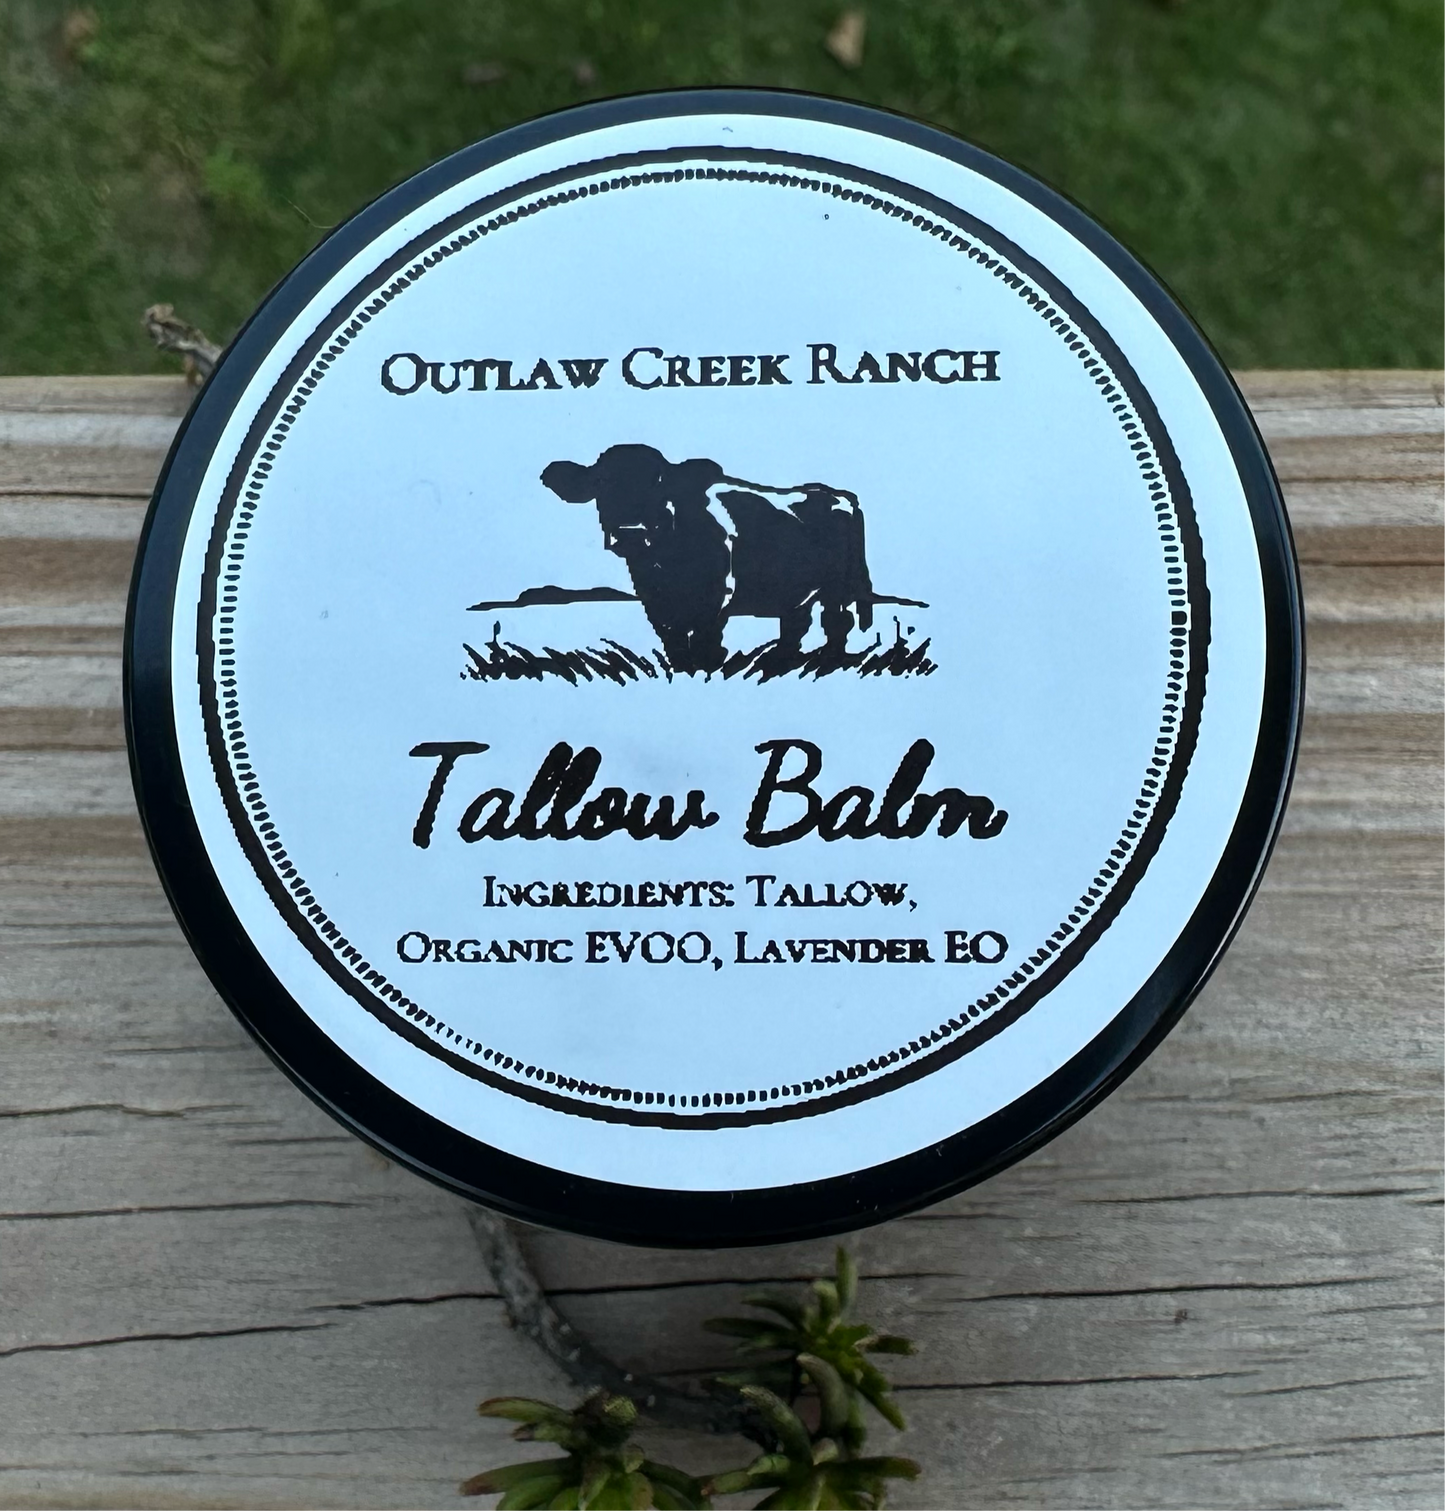 Outlaw Creek Ranch
Tallow Balm
Ingredients: Tallow,
Organic EVOO, Lavender EO